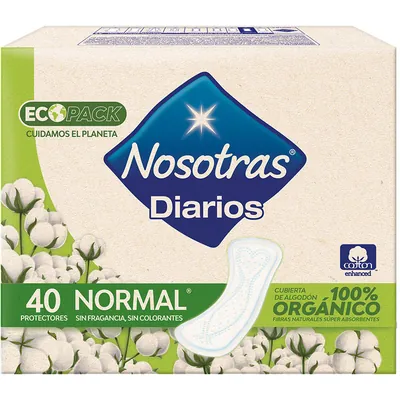 ECOPACK
CUIDAMOS EL PLANETA
Nosotras®
Diarios
cotton
enhanced
40 NORMAL®
PROTECTORES SIN FRAGANCIA, SIN COLORANTES
CUBIERTA
DE ALGODÓN 100%
ORGÁNICO
FIBRAS NATURALES SUPER ABSORBENTES